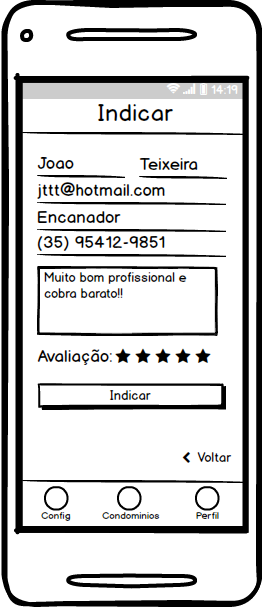 14:19
Indicar
Joao Teixeira
jttt@hotmail.com
Encanador
(35) 95412-9851
Muito bom profissional e
cobra barato!!
Avaliação:
Indicar
Voltar
Config Condominios Perfil